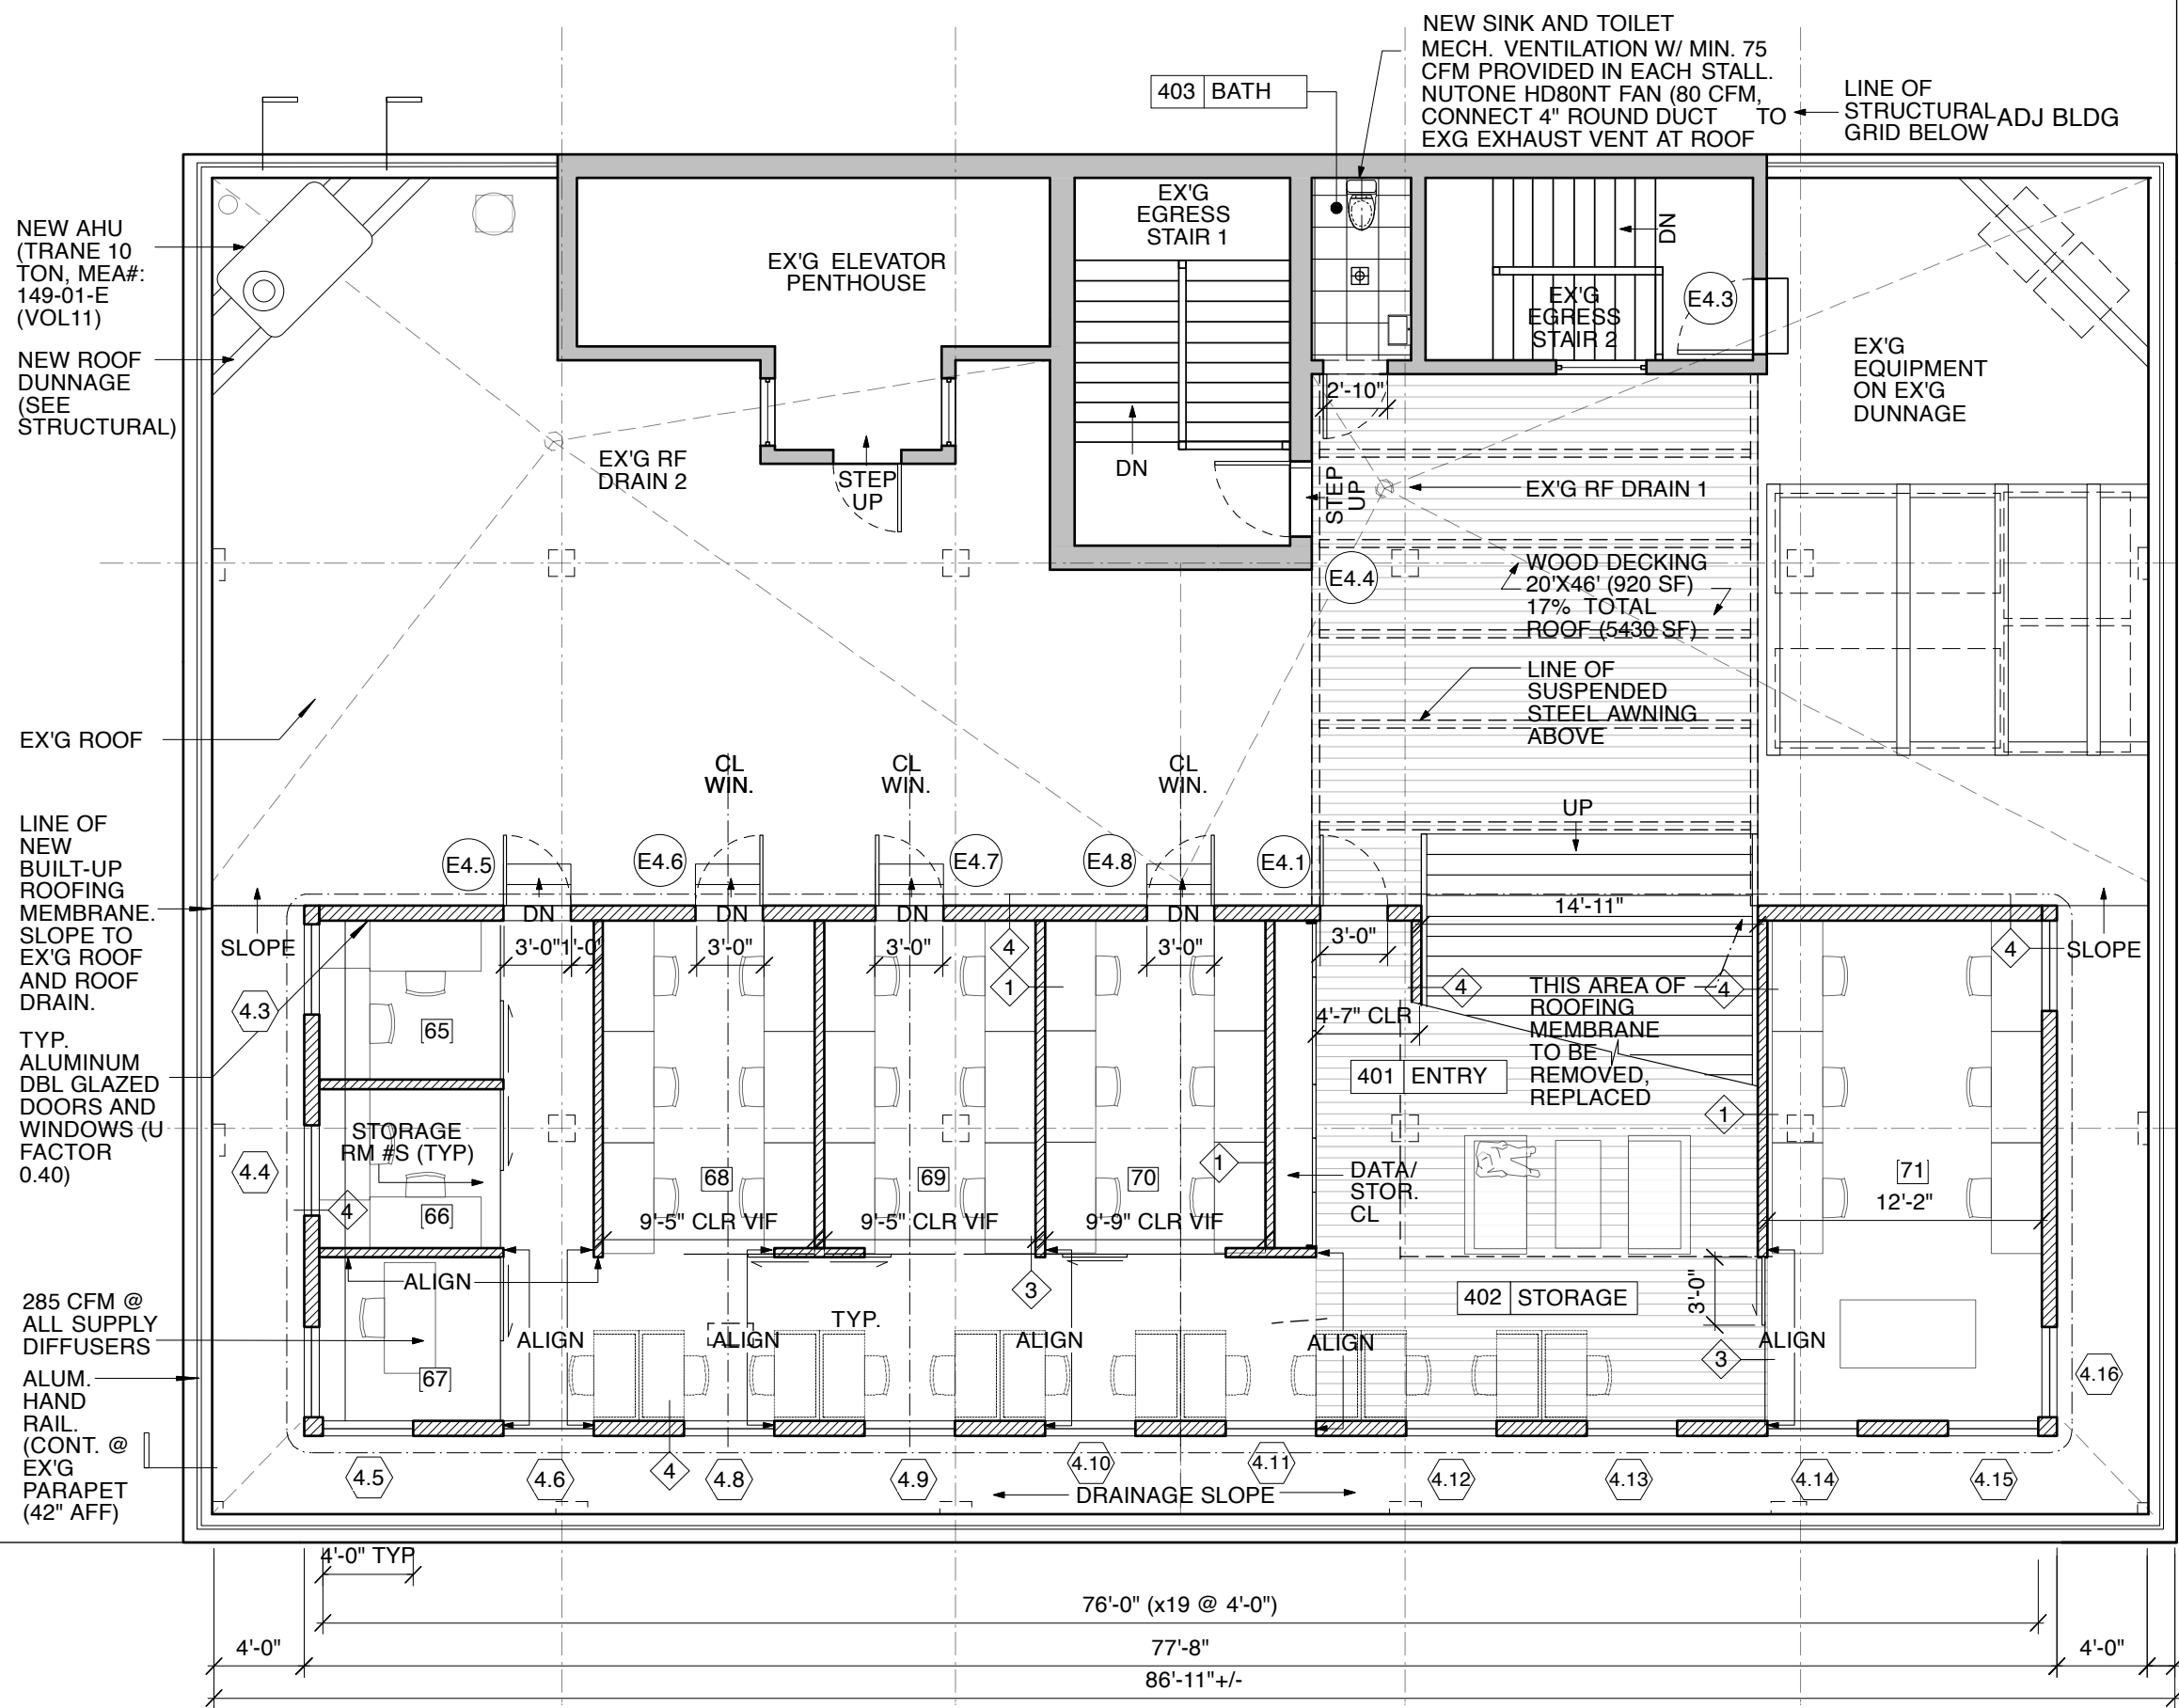 NEW SINK AND TOILET
MECH. VENTILATION W/ MIN. 75
CFM PROVIDED IN EACH STALL.
NUTONE HD80NT FAN (80 CFM,
CONNECT 4" ROUND DUCT TO
EXG EXHAUST VENT AT ROOF
LINE OF
STRUCTURAL
GRID BELOW
ADJ BLDG
403 BATH
NEW AHU
(TRANE 10
TON, MEA#:
149-01-E
(VOL11)
NEW ROOF
DUNNAGE
(SEE
STRUCTURAL)
EX'G ELEVATOR
PENTHOUSE
EX'G
EGRESS
STAIR 1
DN
EX'G
EGRESS
STAIR 2
E4.3
EX'G
EQUIPMENT
ON EX'G
DUNNAGE
2'-10"
EX'G RF
DRAIN 2
STEP
UP
DN
STEP
UP
EX'G RF DRAIN 1
E4.4
WOOD DECKING
20'X46' (920 SF)
17% TOTAL
ROOF (5430 SF)
LINE OF
SUSPENDED
STEEL AWNING
ABOVE
EX'G ROOF
CL
WIN.
CL
WIN.
CL
WIN.
UP
LINE OF
NEW
BUILT-UP
ROOFING
MEMBRANE.
SLOPE TO
EX'G ROOF
AND ROOF
DRAIN.
E4.5
E4.6
E4.7
E4.8
E4.1
DN
DN
DN
DN
14'-11"
SLOPE
3'-0"
1'-0"
3'-0"
3'-0"
4
3'-0"
3'-0"
4
SLOPE
4.3
1
4
THIS AREA OF
ROOFING
MEMBRANE
TO BE
REMOVED,
REPLACED
4
4'-7" CLR
65
TYP.
ALUMINUM
DBL GLAZED
DOORS AND
WINDOWS (U
FACTOR
0.40)
401 ENTRY
1
STORAGE
RM #S (TYP)
4.4
4
66
68
69
70
1
DATA/
STOR.
CL
71
12'-2"
9'-5" CLR VIF
9'-5" CLR VIF
9'-9" CLR VIF
ALIGN
3
402 STORAGE
3'-0"
285 CFM @
ALL SUPPLY
DIFFUSERS
TYP.
ALIGN
ALIGN
ALIGN
ALIGN
ALIGN
3
67
4.16
ALUM.
HAND
RAIL.
(CONT. @
EX'G
PARAPET
(42" AFF)
4.5
4.6
4
4.8
4.9
4.10
4.11
4.12
4.13
4.14
4.15
DRAINAGE SLOPE
4'-0" TYP
76'-0" (x19 @ 4'-0")
4'-0"
77'-8"
4'-0"
86'-11"+/-